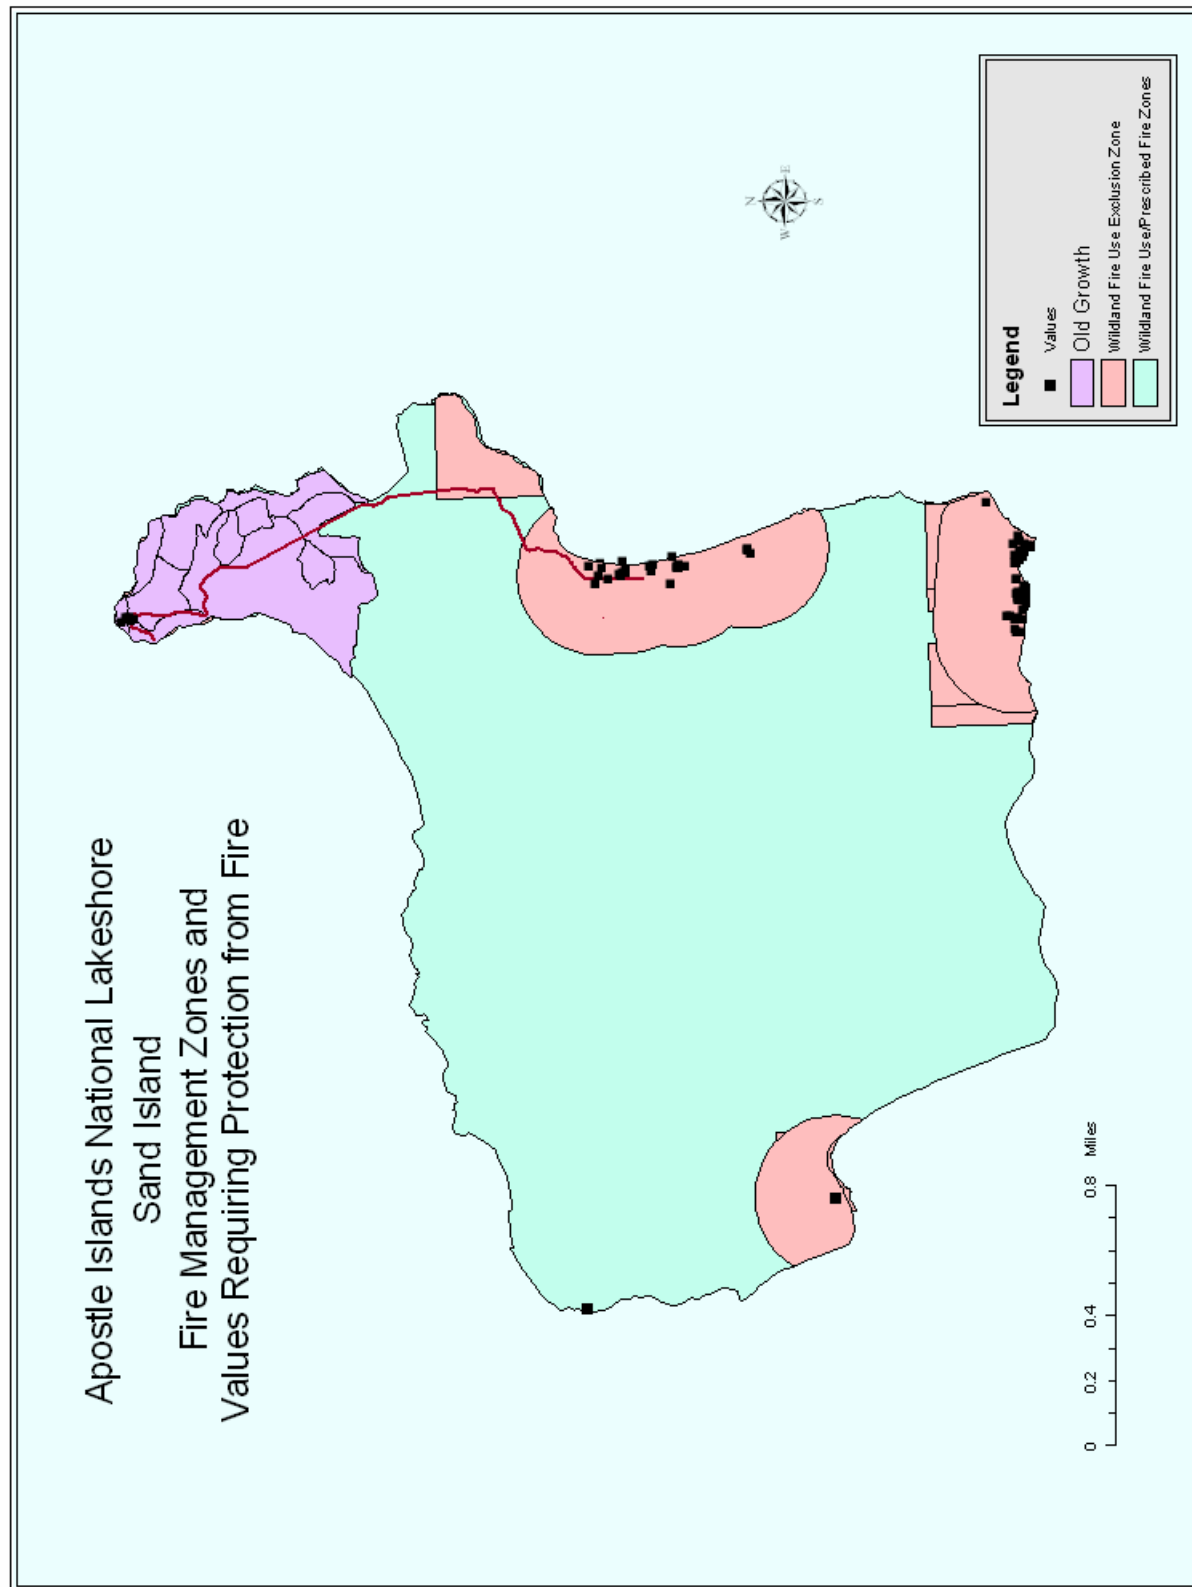 Apostle Islands National Lakeshore
Sand Island
Fire Management Zones and
Values Requiring Protection from Fire
N
W
E
S
0 0.2 0.4 0.8 Miles
Legend
Values
Old Growth
Wildland Fire Use Exclusion Zone
Wildland Fire Use/Prescribed Fire Zones